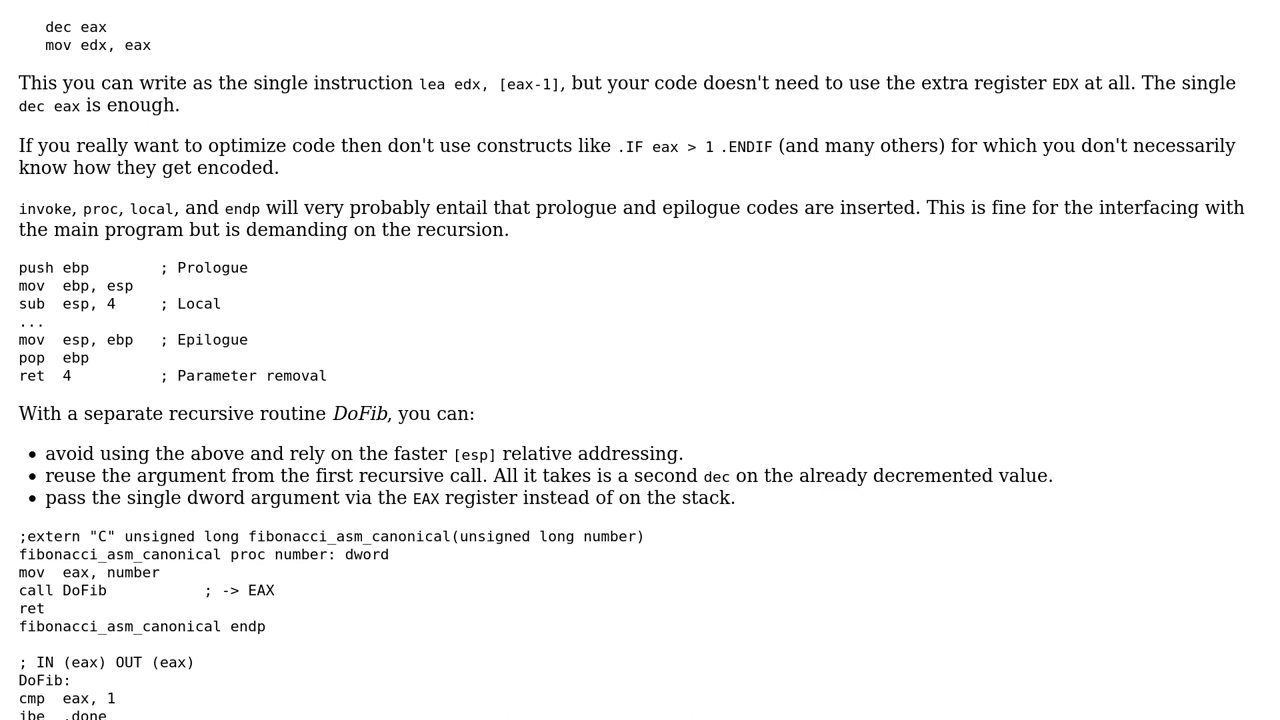 dec eax
mov edx, eax
This you can write as the single instruction lea edx, [eax-1], but your code doesn't need to use the extra register EDX at all. The single
dec eax is enough.
If you really want to optimize code then don't use constructs like .IF eax > 1 .ENDIF (and many others) for which you don't necessarily
know how they get encoded.
invoke, proc, local, and endp will very probably entail that prologue and epilogue codes are inserted. This is fine for the interfacing with
the main program but is demanding on the recursion.
push ebp        ; Prologue
mov  ebp, esp
sub  esp, 4     ; Local
...
mov  esp, ebp   ; Epilogue
pop  ebp
ret  4          ; Parameter removal
With a separate recursive routine DoFib, you can:
• avoid using the above and rely on the faster [esp] relative addressing.
• reuse the argument from the first recursive call. All it takes is a second dec on the already decremented value.
• pass the single dword argument via the EAX register instead of on the stack.
;extern "C" unsigned long fibonacci_asm_canonical(unsigned long number)
fibonacci_asm_canonical proc number: dword
mov  eax, number
call DoFib           ; -> EAX
ret
fibonacci_asm_canonical endp
; IN (eax) OUT (eax)
DoFib:
cmp  eax, 1
jbe  .done